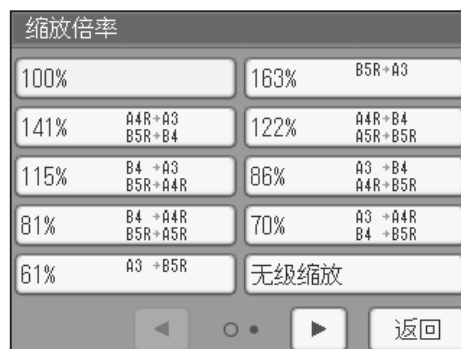 缩放倍率
100%
163% B5R→A3
141% A4R→A3
B5R→B4
122% A4R→B4
A5R→B5R
115% B4 →A3
B5R→A4R
86% A3 →B4
A4R→B5R
81% B4 →A4R
B5R→A5R
70% A3 →A4R
B4 →B5R
61% A3 →B5R
无级缩放
返回